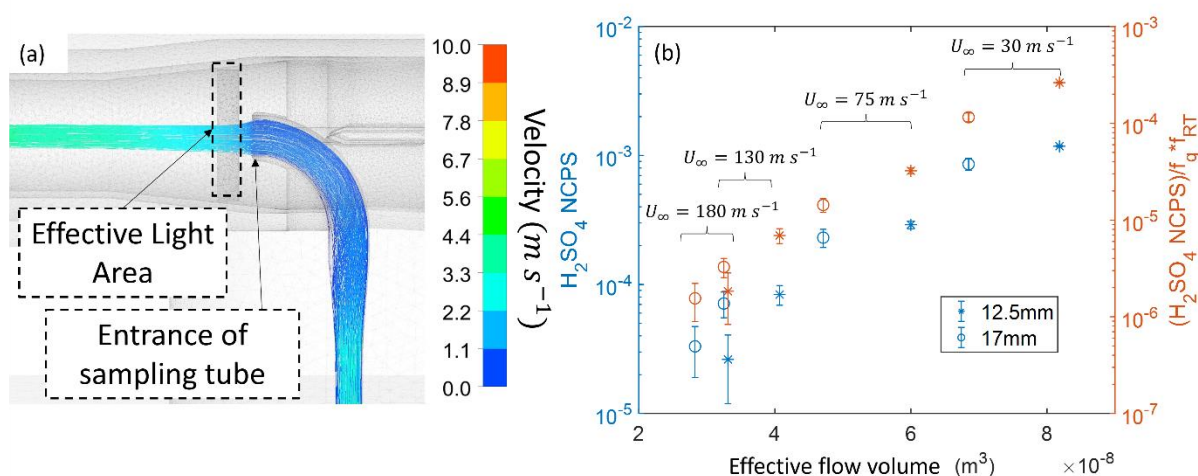 (a)
Effective Light
Area
Entrance of
sampling tube
10.0
8.9
7.8
6.7
5.6
4.4
3.3
2.2
1.1
0.0
Velocity (m s⁻¹)
(b)
H₂SO₄ NCPS
10⁻²
10⁻³
10⁻⁴
10⁻⁵
U∞ = 180 m s⁻¹
U∞ = 130 m s⁻¹
U∞ = 75 m s⁻¹
U∞ = 30 m s⁻¹
12.5mm
17mm
10⁻³
10⁻⁴
10⁻⁵
10⁻⁶
10⁻⁷
(H₂SO₄ NCPS)/f_q*f_RT
2 4 6 8
×10⁻⁸
Effective flow volume (m³)